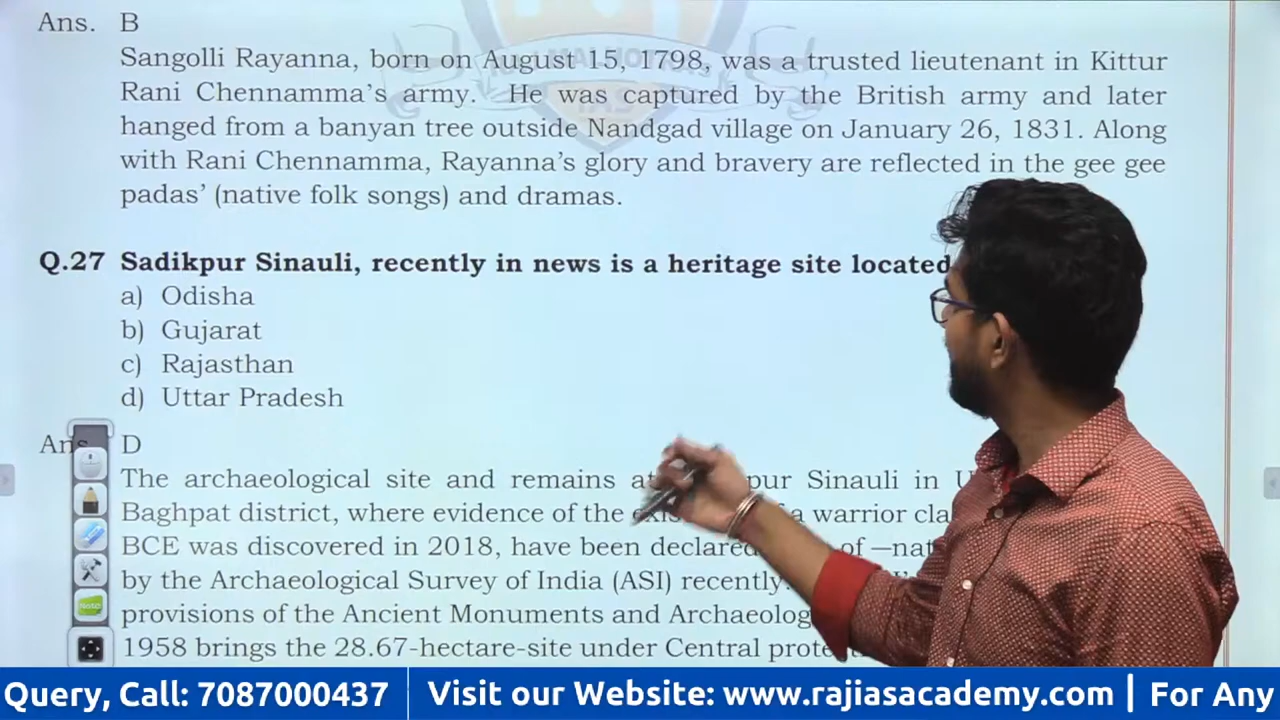 Ans. B
Sangolli Rayanna, born on August 15, 1798, was a trusted lieutenant in Kittur
Rani Chennamma's army. He was captured by the British army and later
hanged from a banyan tree outside Nandgad village on January 26, 1831. Along
with Rani Chennamma, Rayanna's glory and bravery are reflected in the gee gee
padas' (native folk songs) and dramas.
Q.27 Sadikpur Sinauli, recently in news is a heritage site located
a) Odisha
b) Gujarat
c) Rajasthan
d) Uttar Pradesh
Ans. D
The archaeological site and remains at pur Sinauli in U
Baghpat district, where evidence of the a warrior cla
BCE was discovered in 2018, have been declared of —nat
by the Archaeological Survey of India (ASI) recently.
provisions of the Ancient Monuments and Archaeolog
1958 brings the 28.67-hectare-site under Central prote
Query, Call: 7087000437 | Visit our Website: www.rajiasacademy.com | For Any